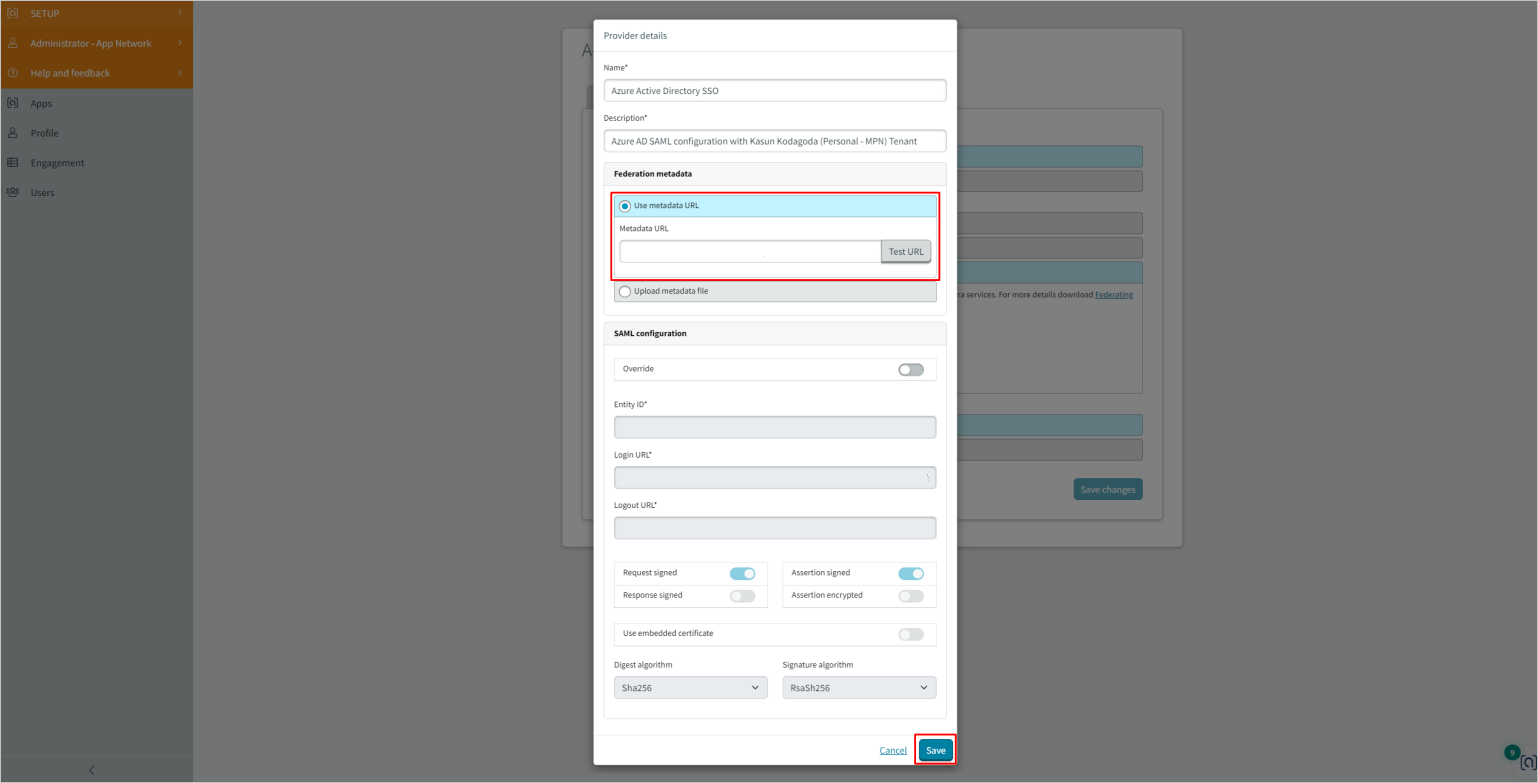 SETUP
Administrator - App Network
Help and feedback
Apps
Profile
Engagement
Users
A
Provider details
Name*
Azure Active Directory SSO
Description*
Azure AD SAML configuration with Kasun Kodagoda (Personal - MPN) Tenant
Federation metadata
Use metadata URL
Metadata URL
Test URL
Upload metadata file
SAML configuration
Override
Entity ID*
Login URL*
Logout URL*
Request signed
Assertion signed
Response signed
Assertion encrypted
Use embedded certificate
Digest algorithm
Signature algorithm
Sha256
RsaSh256
Cancel
Save
ra services. For more details download Federating
Save changes
9